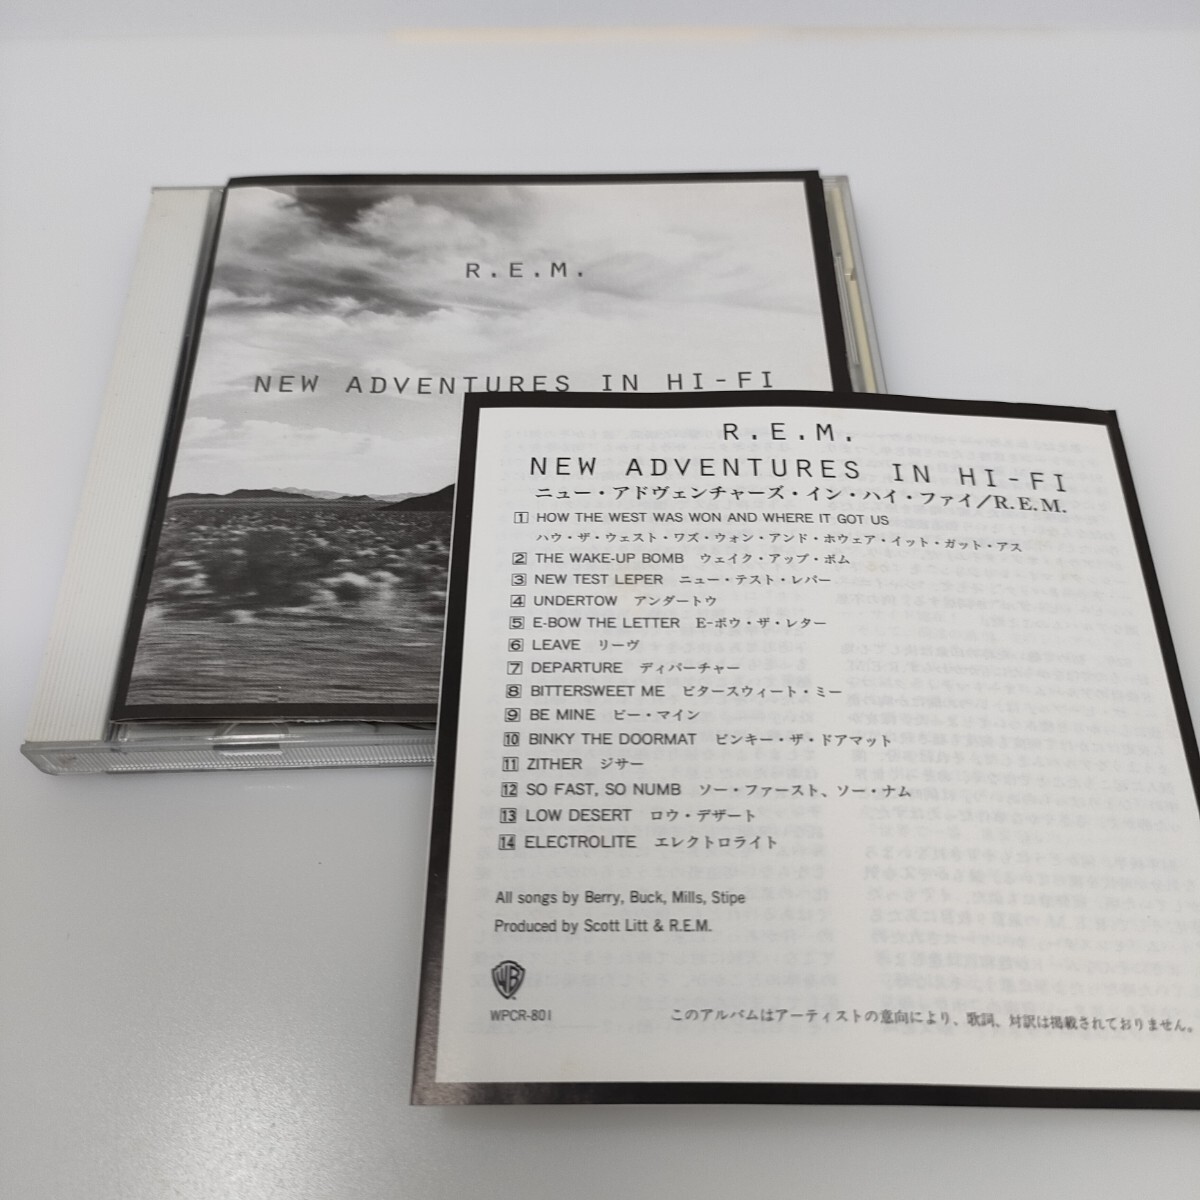 R.E.M.
NEW ADVENTURES IN HI-FI
R.E.M.
NEW ADVENTURES IN HI-FI
ニュー・アドヴェンチャーズ・イン・ハイ・ファイ/R.E.M.
1 HOW THE WEST WAS WON AND WHERE IT GOT US
ハウ・ザ・ウェスト・ワズ・ウォン・アンド・ホウェア・イット・ガット・アス
2 THE WAKE-UP BOMB ウェイク・アップ・ボム
3 NEW TEST LEPER ニュー・テスト・レパー
4 UNDERTOW アンダートウ
5 E-BOW THE LETTER E-ボウ・ザ・レター
6 LEAVE リーヴ
7 DEPARTURE ディパーチャー
8 BITTERSWEET ME ビタースウィート・ミー
9 BE MINE ビー・マイン
10 BINKY THE DOORMAT ビンキー・ザ・ドアマット
11 ZITHER ジサー
12 SO FAST, SO NUMB ソー・ファースト、ソー・ナム
13 LOW DESERT ロウ・デザート
14 ELECTROLITE エレクトロライト
All songs by Berry, Buck, Mills, Stipe
Produced by Scott Litt & R.E.M.
WB
WPCR-801
このアルバムはアーティストの意向により、歌詞、対訳は掲載されておりません。